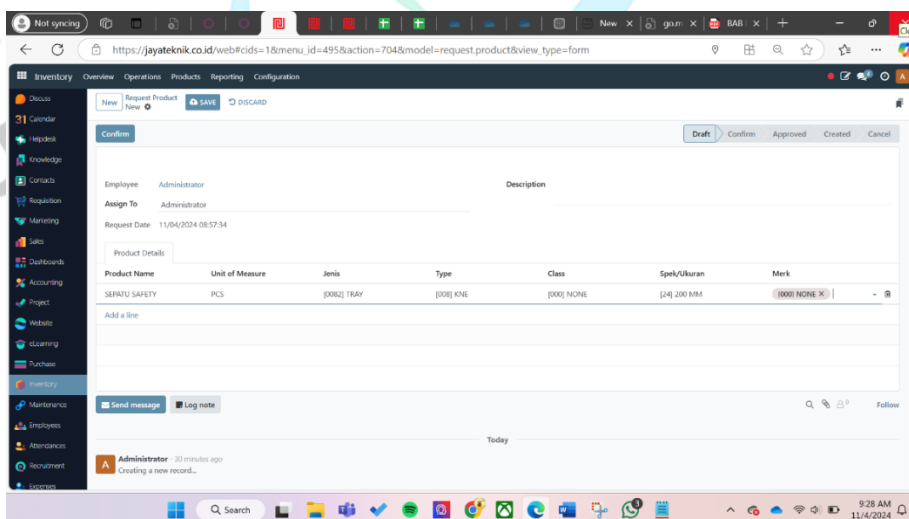 Not syncing
New
go.m
BAB
https://jayateknik.co.id/web#cids=1&menu_id=495&action=704&model=request.product&view_type=form
Inventory Overview Operations Products Reporting Configuration
A
New Request Product SAVE DISCARD
New
Confirm
Draft Confirm Approved Created Cancel
Discuss
31 Calendar
Helpdesk
Knowledge
Contacts
Requisition
Marketing
Sales
Dashboards
Accounting
Project
Website
eLearning
Purchase
Inventory
Maintenance
Employees
Attendances
Recruitment
Expenses
Employee Administrator
Description
Assign To Administrator
Request Date 11/04/2024 08:57:34
Product Details
Product Name Unit of Measure Jenis Type Class Spek/Ukuran Merk
SEPATU SAFETY PCS [0082] TRAY [008] KNE [000] NONE [24] 200 MM [000] NONE ×
Add a line
Send message Log note
0 Follow
Today
A Administrator - 30 minutes ago
Creating a new record...
Search
3
9:28 AM
11/4/2024